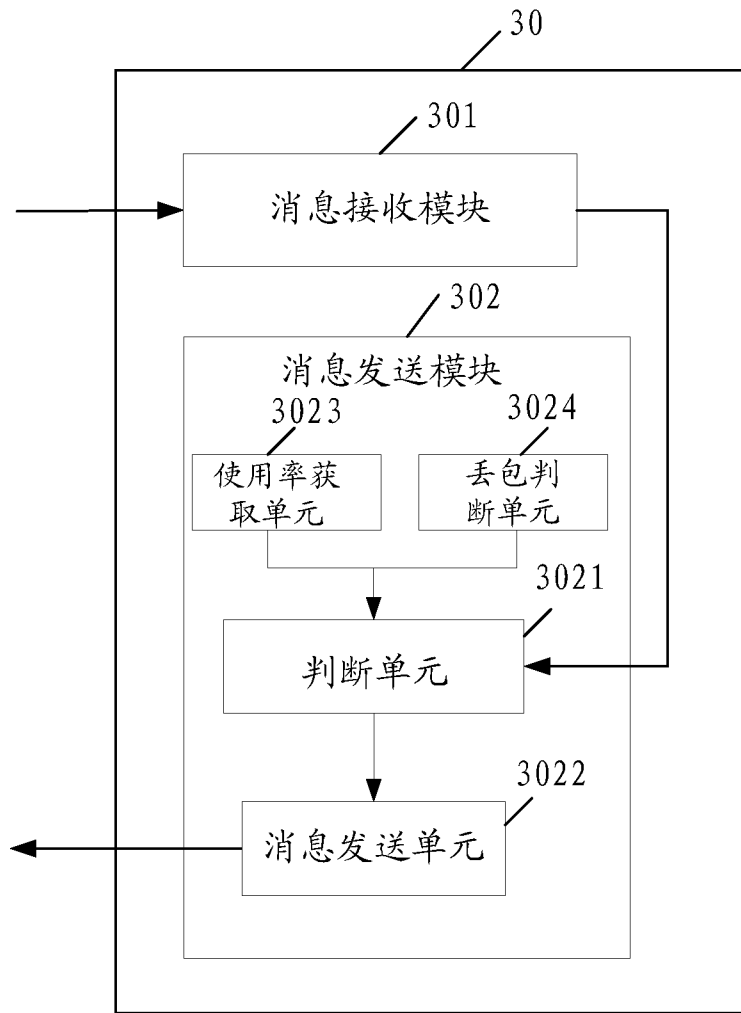 30
301
消息接收模块
302
消息发送模块
3023
3024
使用率获
取单元
丢包判
断单元
3021
判断单元
3022
消息发送单元